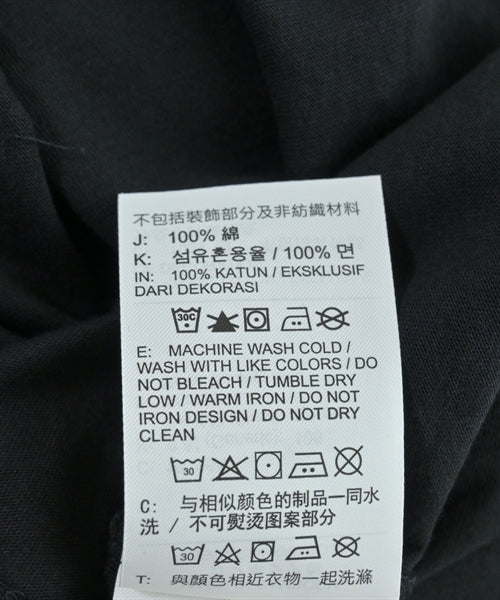 不包括裝飾部分及非紡織材料
J: 100% 綿
K: 섬유혼용율 / 100% 면
IN: 100% KATUN / EKSKLUSIF
DARI DEKORASI
30C
E: MACHINE WASH COLD /
WASH WITH LIKE COLORS / DO
NOT BLEACH / TUMBLE DRY
LOW / WARM IRON / DO NOT
IRON DESIGN / DO NOT DRY
CLEAN
30
C: 与相似颜色的制品一同水
洗 / 不可熨烫图案部分
30
T: 與顏色相近衣物一起洗滌